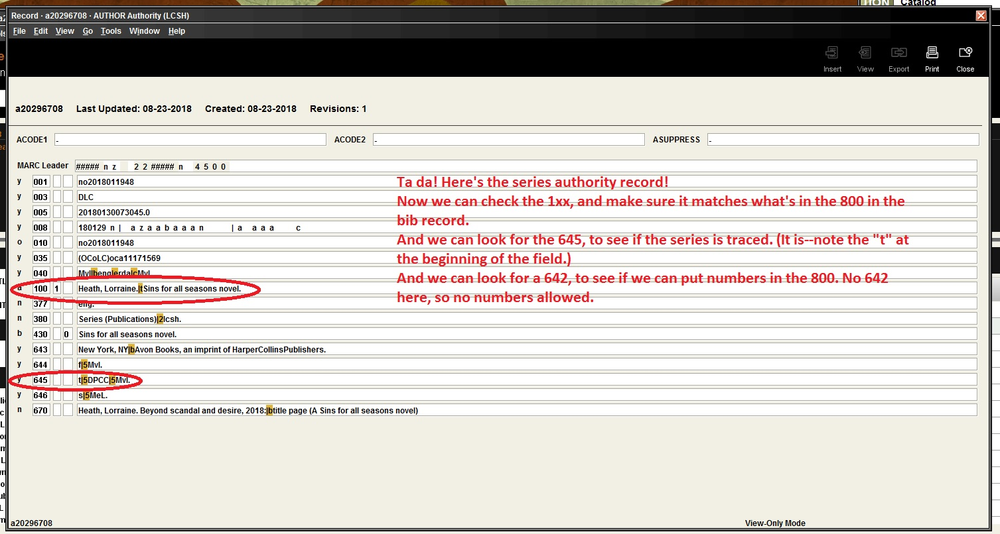 HON Catalog
Record · a20296708 · AUTHOR Authority (LCSH)
File Edit View Go Tools Window Help
Insert View Export Print Close
a20296708 Last Updated: 08-23-2018 Created: 08-23-2018 Revisions: 1
ACODE1 - ACODE2 - ASUPPRESS -
MARC Leader ##### n z 2 2 ##### n 4 5 0 0
y 001 no2018011948
y 003 DLC
y 005 20180130073045.0
y 008 180129 n | a z a a b a a a n | a a a a c
o 010 no2018011948
y 035 (OCoLC)oca11171569
y 040 Mvl|beng|erda|cMvl
a 100 1 Heath, Lorraine.|tSins for all seasons novel.
n 377 eng.
n 380 Series (Publications)|2lcsh.
b 430 0 Sins for all seasons novel.
y 643 New York, NY|bAvon Books, an imprint of HarperCollinsPublishers.
y 644 f|5Mvl.
y 645 t|5DPCC|5Mvl.
y 646 s|5MeL.
n 670 Heath, Lorraine. Beyond scandal and desire, 2018:|btitle page (A Sins for all seasons novel)
Ta da! Here's the series authority record!
Now we can check the 1xx, and make sure it matches what's in the 800 in the
bib record.
And we can look for the 645, to see if the series is traced. (It is--note the "t" at
the beginning of the field.)
And we can look for a 642, to see if we can put numbers in the 800. No 642
here, so no numbers allowed.
a20296708 View-Only Mode